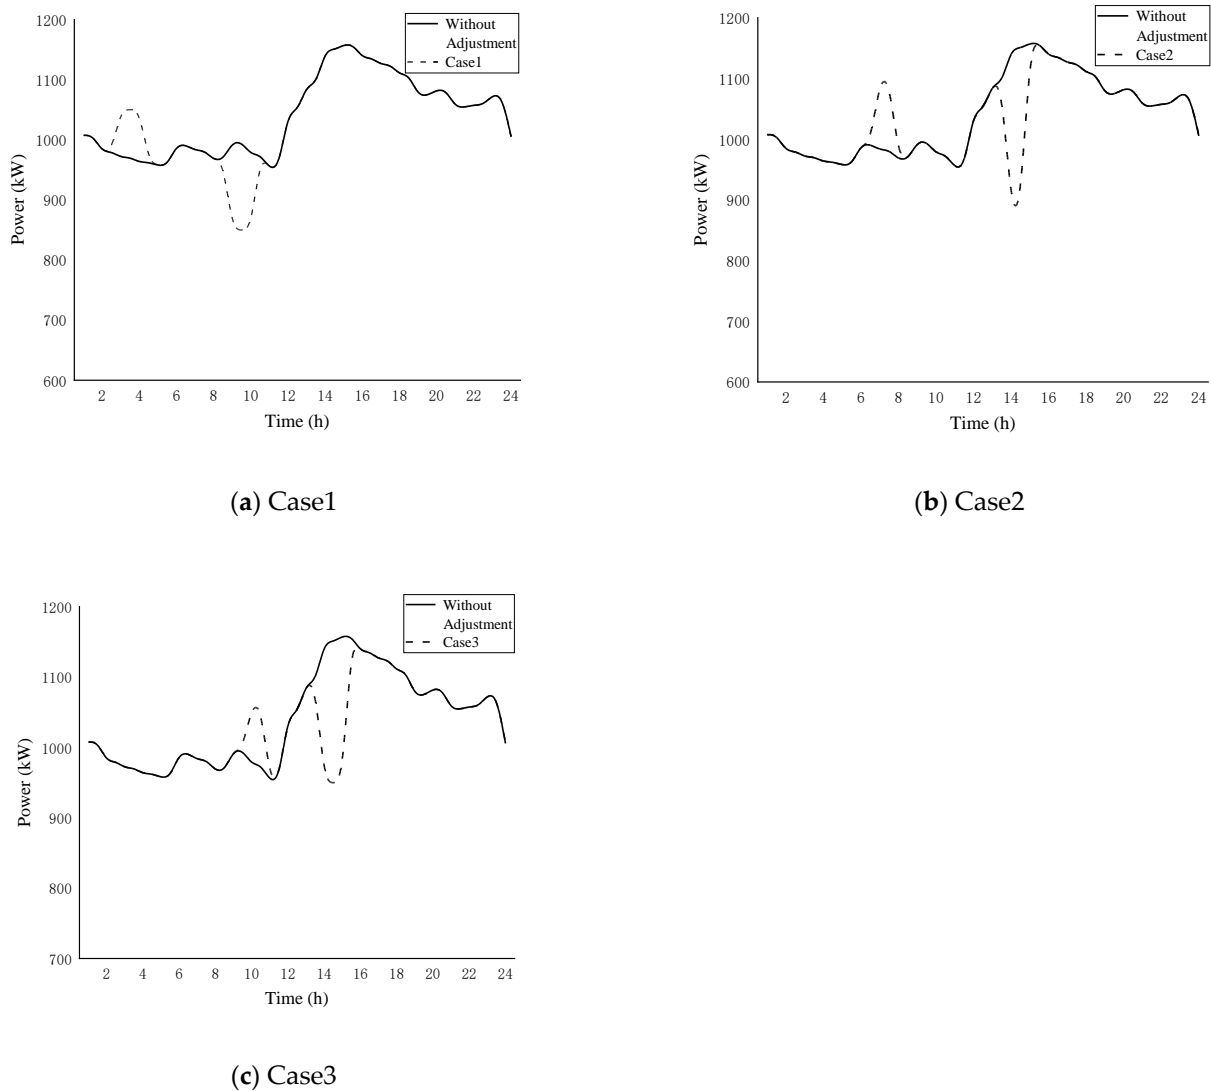 1200
1100
1000
900
800
700
600
Power (kW)
2 4 6 8 10 12 14 16 18 20 22 24
Time (h)
Without
Adjustment
Case1
(a) Case1
1200
1100
1000
900
800
700
600
Power (kW)
2 4 6 8 10 12 14 16 18 20 22 24
Time (h)
Without
Adjustment
Case2
(b) Case2
1200
1100
1000
900
800
700
Power (kW)
2 4 6 8 10 12 14 16 18 20 22 24
Time (h)
Without
Adjustment
Case3
(c) Case3